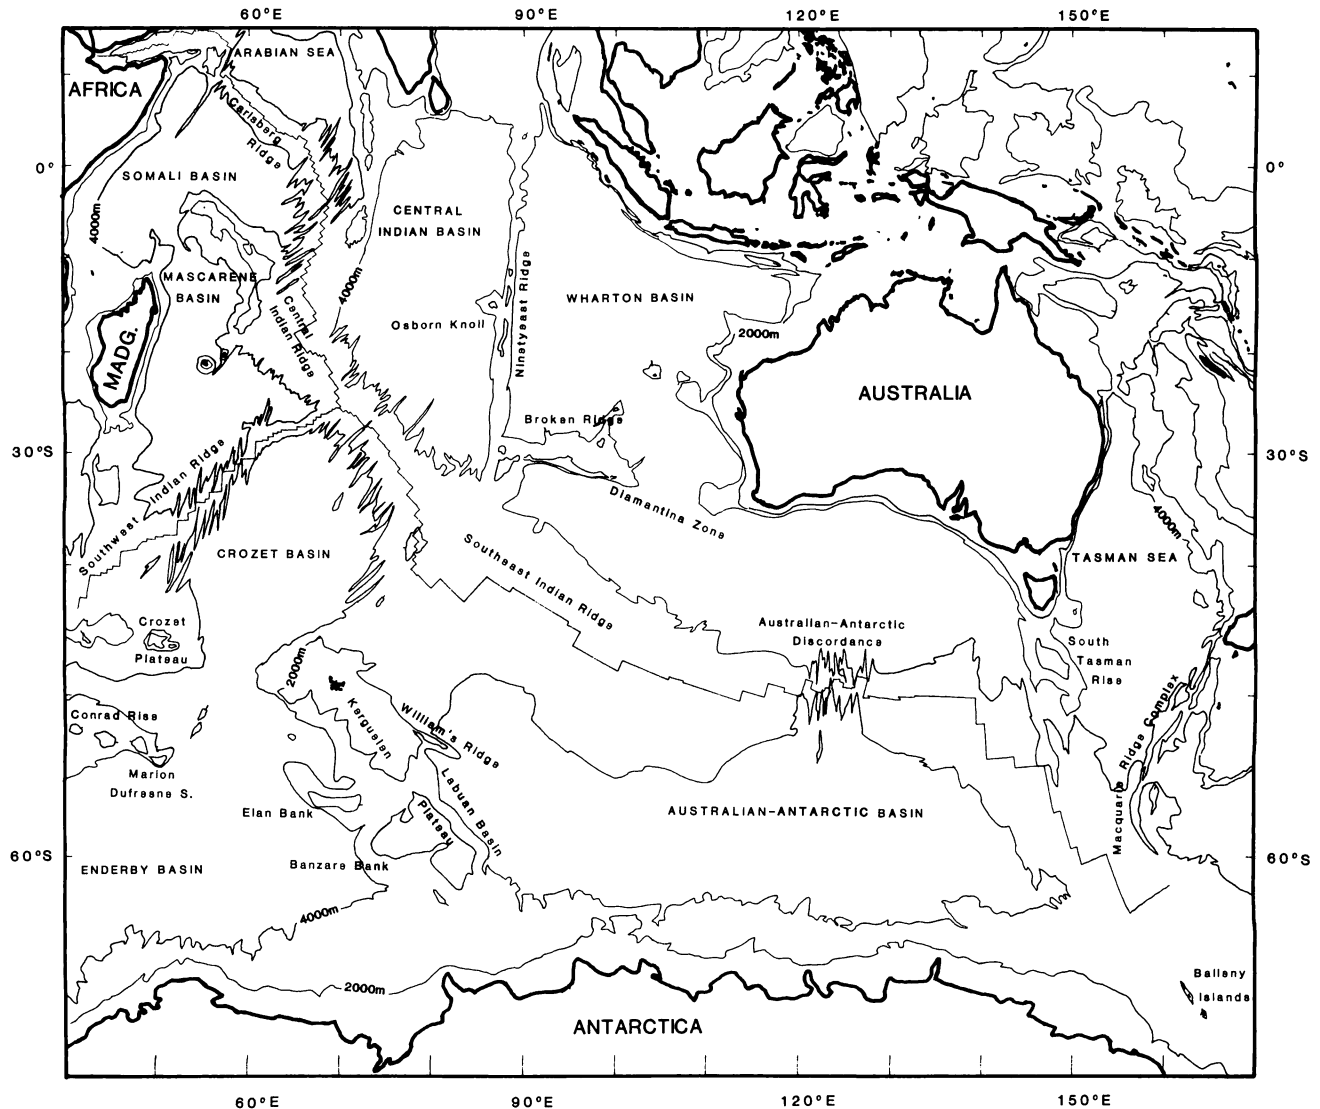 60°E 90°E 120°E 150°E
ARABIAN SEA
AFRICA
Carlsberg
Ridge
0° 0°
SOMALI BASIN
4000m
CENTRAL
INDIAN BASIN
MASCARENE
BASIN
4000m
Ninetyeast Ridge
WHARTON BASIN
Central
Indian Ridge
Osborn Knoll
2000m
MADG.
AUSTRALIA
Broken Ridge
30°S 30°S
Southwest Indian Ridge
Diamantina Zone
4000m
CROZET BASIN
Southeast Indian Ridge
TASMAN SEA
Crozet
Plateau
Australian-Antarctic
Discordance
South
Tasman
Rise
2000m
Conrad Rise
Kerguelen
William's Ridge
Macquarie Ridge Complex
Marion
Dufresne S.
Labuan Basin
Elan Bank
Plateau
AUSTRALIAN-ANTARCTIC BASIN
60°S 60°S
ENDERBY BASIN
Banzare Bank
4000m
Balleny
Islands
2000m
ANTARCTICA
60°E 90°E 120°E 150°E